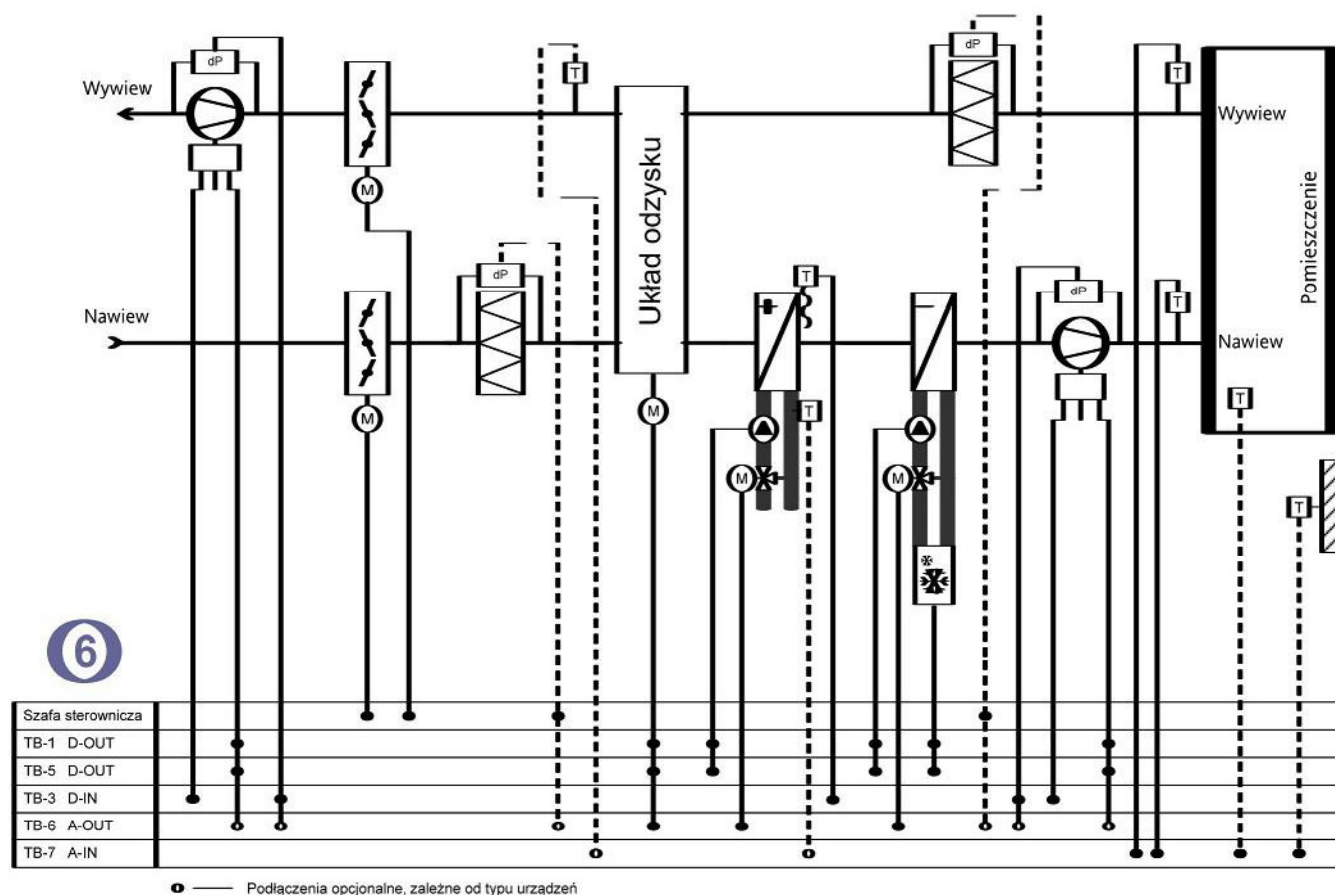 dP
dP
T
T
Wywiew
Wywiew
M
Układ odzysku
Pomieszczenie
dP
T
dP
T
Nawiew
Nawiew
M
M
T
T
M
M
T
6
Szafa sterownicza
TB-1 D-OUT
TB-5 D-OUT
TB-3 D-IN
TB-6 A-OUT
TB-7 A-IN
Podłączenia opcjonalne, zależne od typu urządzeń